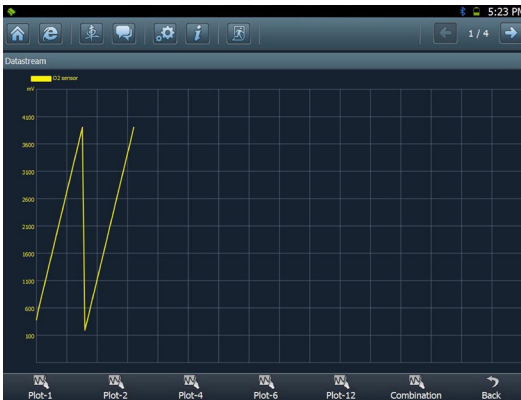 5:23 PM
1 / 4
Datastream
O2 sensor
mV
4100
3600
3100
2600
2100
1600
1100
600
100
Plot-1 Plot-2 Plot-4 Plot-6 Plot-12 Combination Back